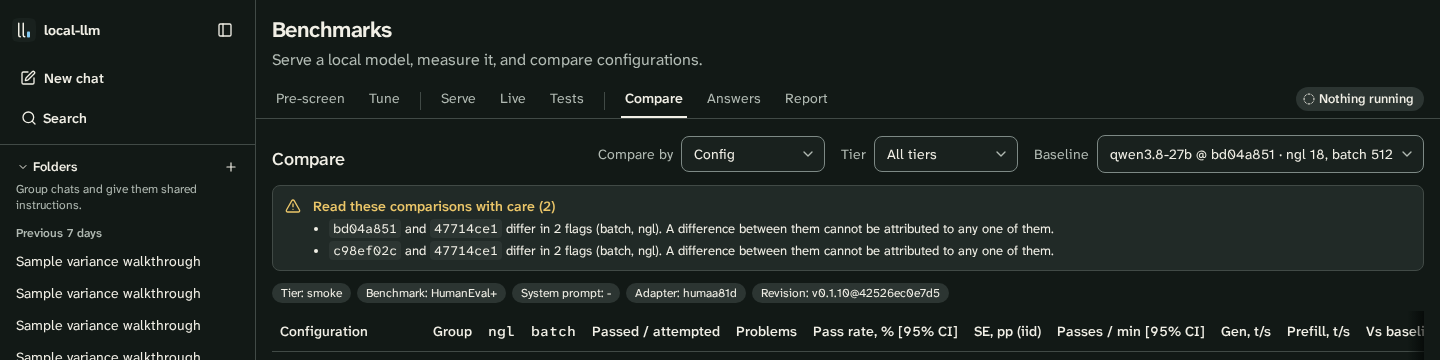 local-llm
New chat
Search
Folders
Group chats and give them shared
instructions.
Previous 7 days
Sample variance walkthrough
Sample variance walkthrough
Sample variance walkthrough
Sample variance walkthrough
Benchmarks
Serve a local model, measure it, and compare configurations.
Pre-screen Tune Serve Live Tests Compare Answers Report Nothing running
Compare Compare by Config Tier All tiers Baseline qwen3.8-27b @ bd04a851 · ngl 18, batch 512
Read these comparisons with care (2)
• bd04a851 and 47714ce1 differ in 2 flags (batch, ngl). A difference between them cannot be attributed to any one of them.
• c98ef02c and 47714ce1 differ in 2 flags (batch, ngl). A difference between them cannot be attributed to any one of them.
Tier: smoke Benchmark: HumanEval+ System prompt: - Adapter: humaa81d Revision: v0.1.10@42526ec0e7d5
Configuration Group ngl batch Passed / attempted Problems Pass rate, % [95% CI] SE, pp (iid) Passes / min [95% CI] Gen, t/s Prefill, t/s Vs baseli